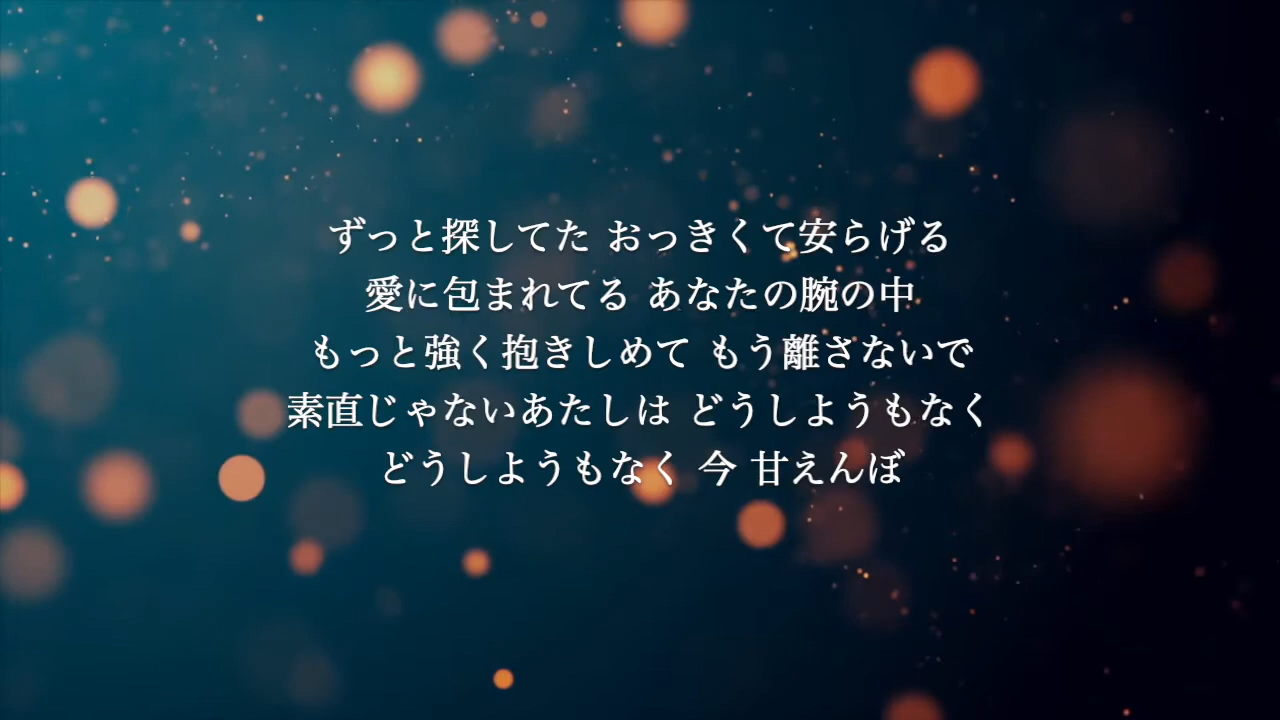 ずっと探してた おっきくて安らげる
愛に包まれてる あなたの腕の中
もっと強く抱きしめて もう離さないで
素直じゃないあたしは どうしようもなく
どうしようもなく 今 甘えんぼ